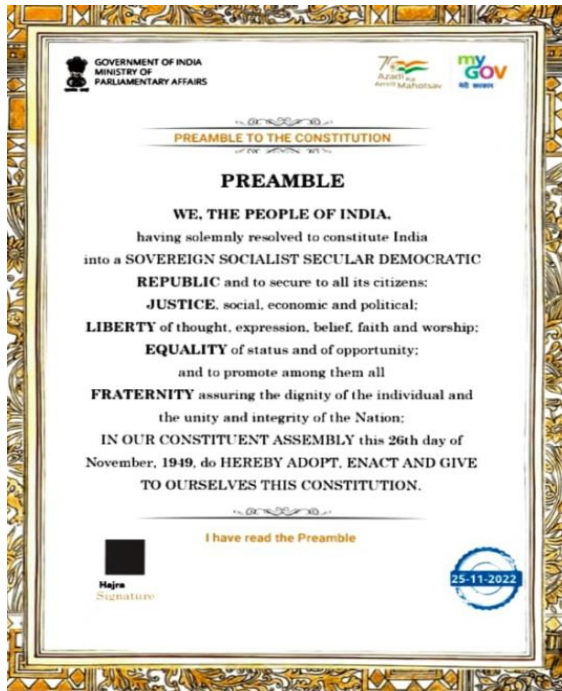 GOVERNMENT OF INDIA
MINISTRY OF
PARLIAMENTARY AFFAIRS
75
Azadi Ka
Amrit Mahotsav
my
GOV
मेरी सरकार
PREAMBLE TO THE CONSTITUTION
PREAMBLE
WE, THE PEOPLE OF INDIA,
having solemnly resolved to constitute India
into a SOVEREIGN SOCIALIST SECULAR DEMOCRATIC
REPUBLIC and to secure to all its citizens:
JUSTICE, social, economic and political;
LIBERTY of thought, expression, belief, faith and worship;
EQUALITY of status and of opportunity;
and to promote among them all
FRATERNITY assuring the dignity of the individual and
the unity and integrity of the Nation;
IN OUR CONSTITUENT ASSEMBLY this 26th day of
November, 1949, do HEREBY ADOPT, ENACT AND GIVE
TO OURSELVES THIS CONSTITUTION.
I have read the Preamble
Hajra
Signature
25-11-2022